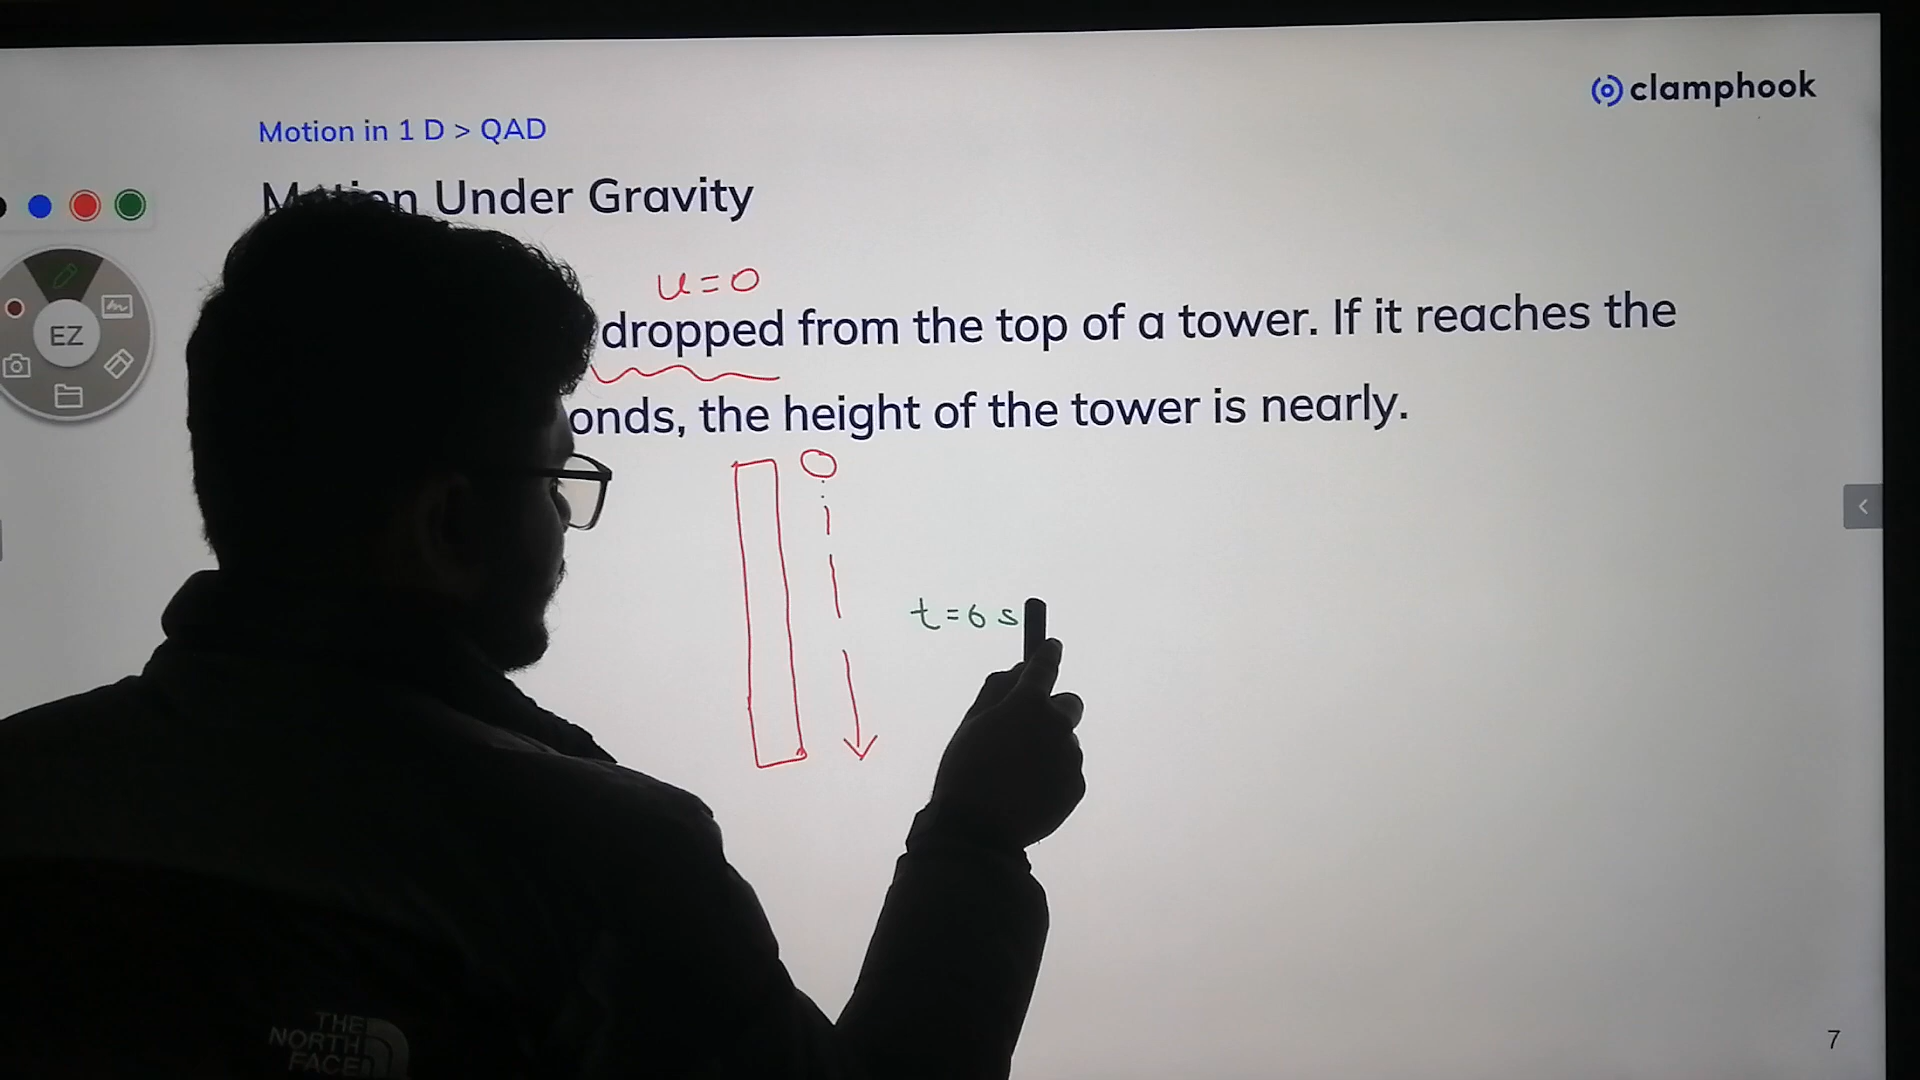 clamphook
Motion in 1 D > QAD
Motion Under Gravity
u=0
EZ
dropped from the top of a tower. If it reaches the
onds, the height of the tower is nearly.
t=6 s
THE
NORTH
FACE
7